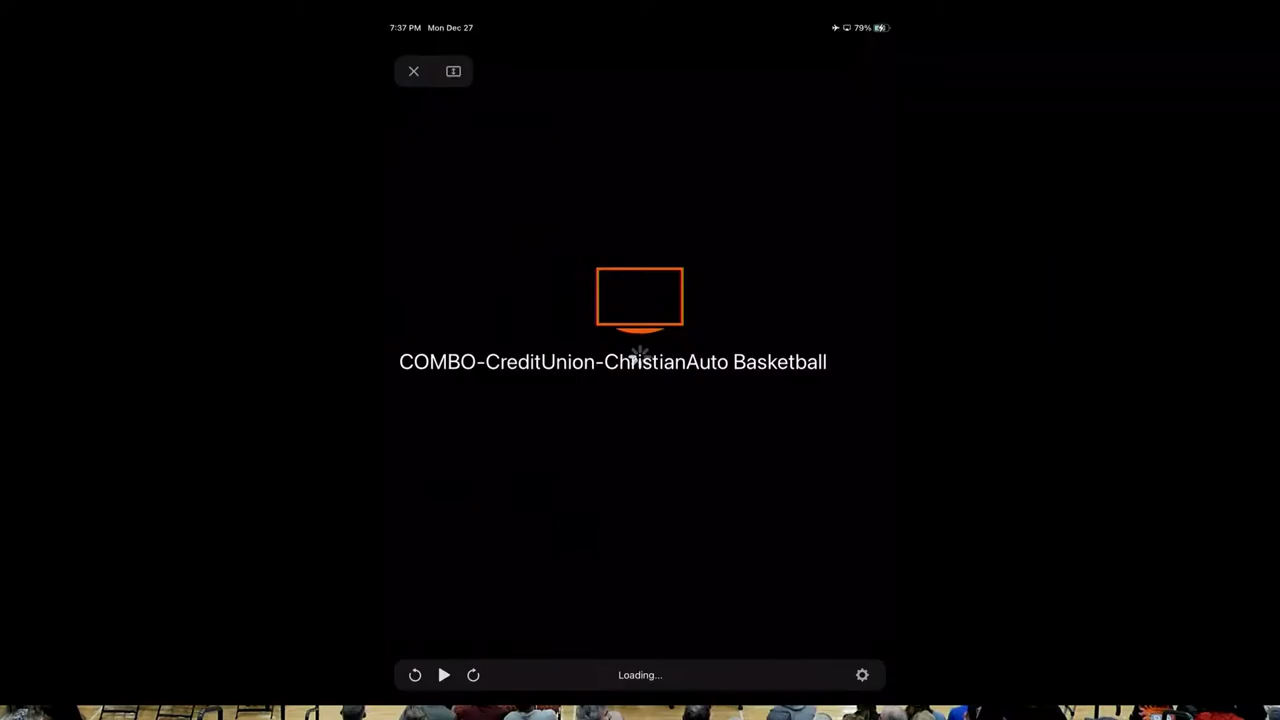 7:37 PM Mon Dec 27
79%
COMBO-CreditUnion-ChristianAuto Basketball
Loading...